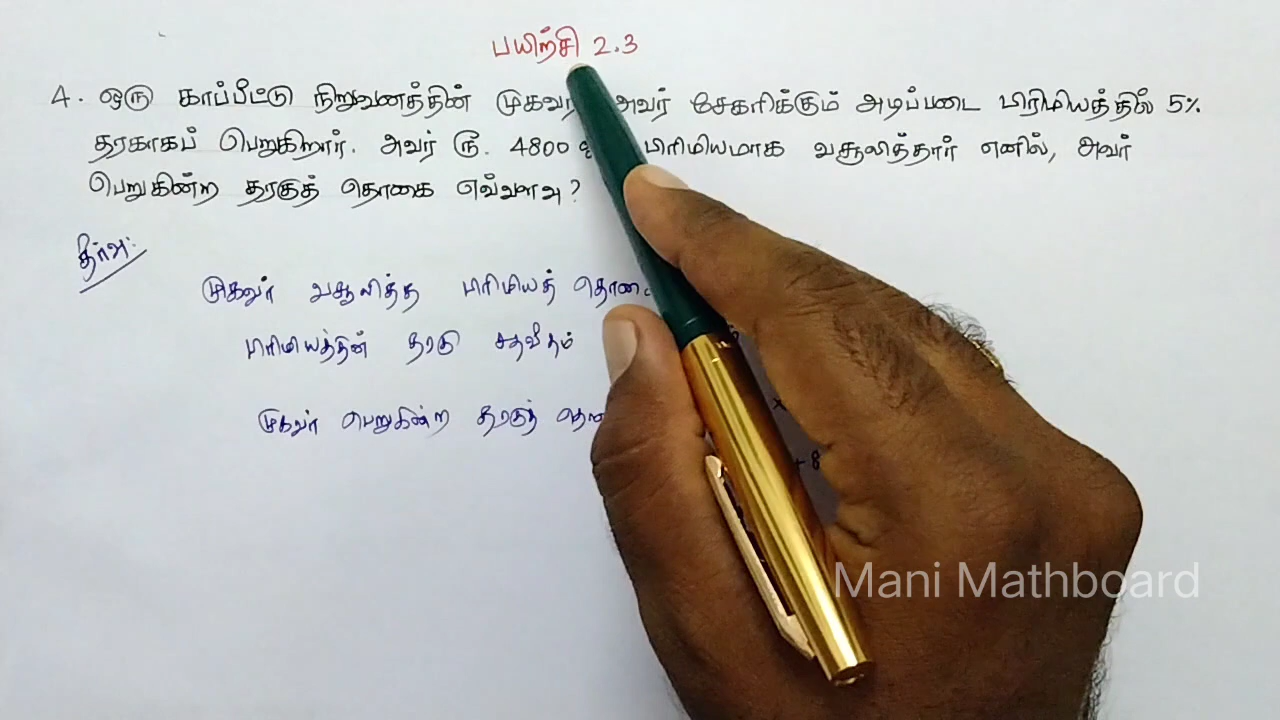 பயிற்சி 2.3
4. ஒரு காப்பீட்டு நிறுவனத்தின் முகவர் அவர் சேகரிக்கும் அடிப்படை பிரிமியத்தில் 5%
தரகாகப் பெறுகிறார். அவர் ரூ. 4800 பிரிமியமாக வசூலித்தார் எனில், அவர்
பெறுகின்ற தரகுத் தொகை எவ்வளவு?
தீர்வு:
முகவர் வசூலித்த பிரிமியத்
பிரிமியத்தின் தரகு சதவீதம்
முகவர் பெறுகின்ற தரகுத்
Mani Mathboard